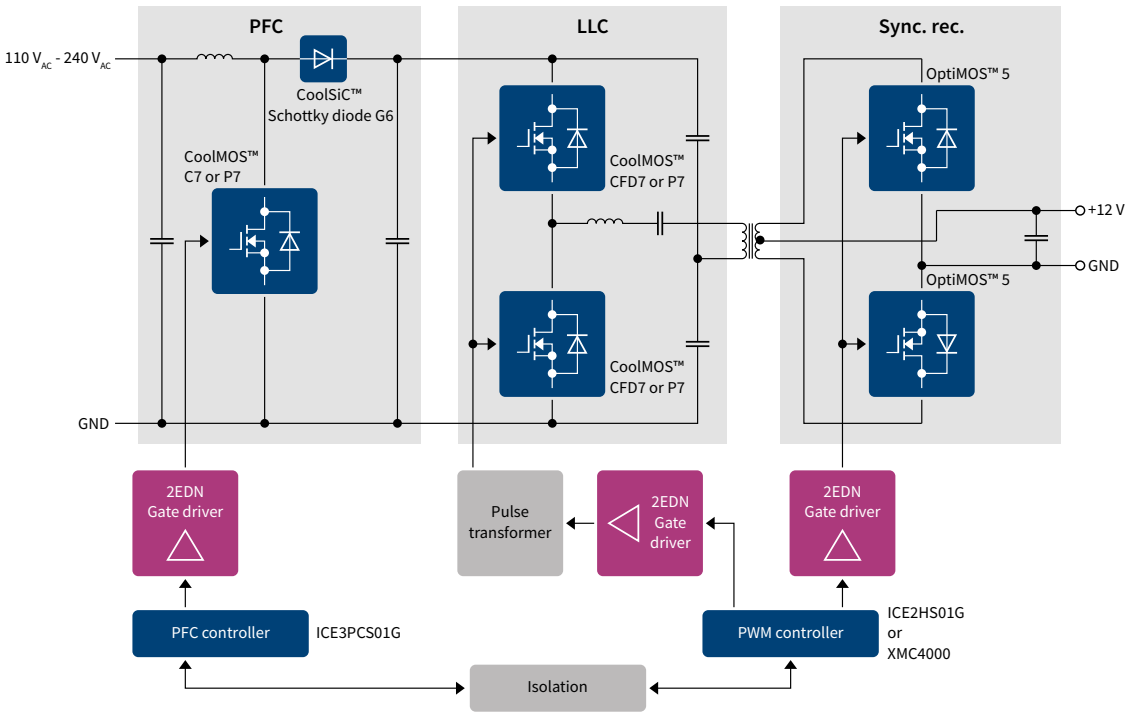 PFC
LLC
Sync. rec.
110 V_AC - 240 V_AC
CoolSiC™
Schottky diode G6
CoolMOS™
C7 or P7
CoolMOS™
CFD7 or P7
CoolMOS™
CFD7 or P7
OptiMOS™ 5
+12 V
GND
OptiMOS™ 5
GND
2EDN
Gate driver
Pulse
transformer
2EDN
Gate
driver
2EDN
Gate driver
PFC controller
ICE3PCS01G
PWM controller
ICE2HS01G
or
XMC4000
Isolation